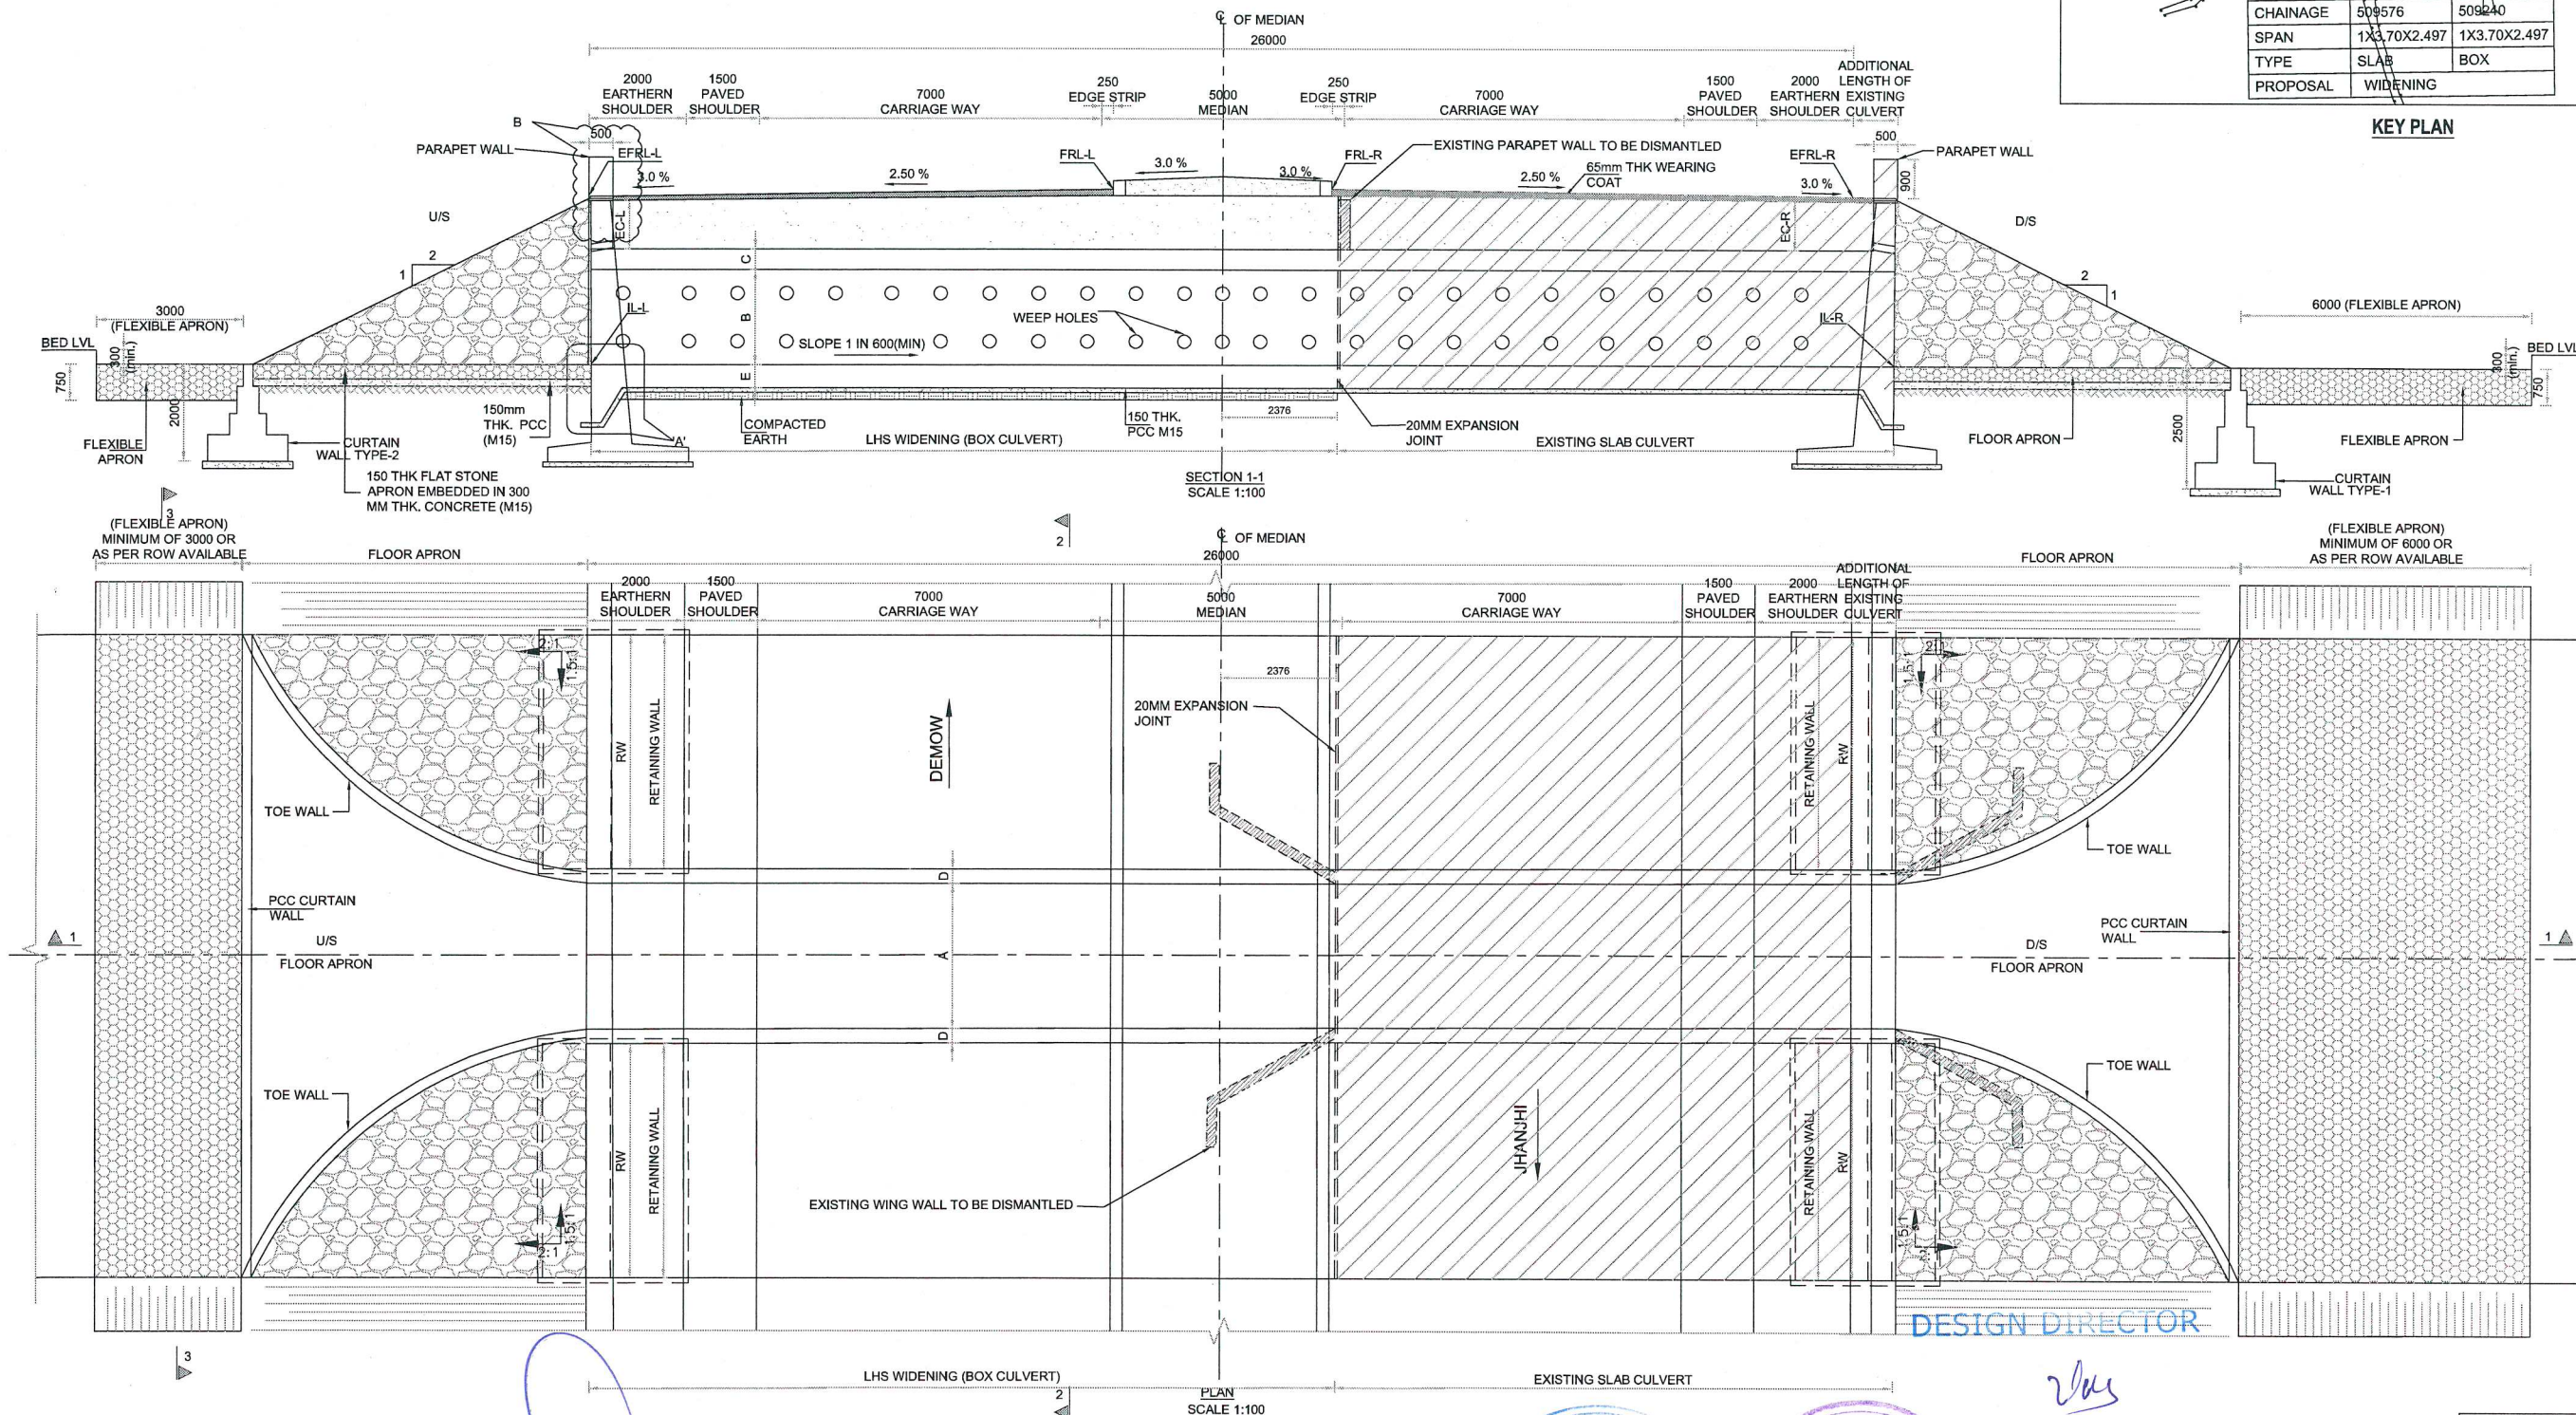 CHAINAGE 509576 509240
SPAN 1X3.70X2.497 1X3.70X2.497
TYPE SLAB BOX
PROPOSAL WIDENING
KEY PLAN
℄ OF MEDIAN
26000
2000
EARTHERN
SHOULDER
1500
PAVED
SHOULDER
7000
CARRIAGE WAY
250
EDGE STRIP
5000
MEDIAN
250
EDGE STRIP
7000
CARRIAGE WAY
1500
PAVED
SHOULDER
2000
EARTHERN
SHOULDER
ADDITIONAL
LENGTH OF
EXISTING
CULVERT
B
500
PARAPET WALL
EFRL-L
3.0 %
2.50 %
FRL-L
3.0 %
3.0 %
FRL-R
EXISTING PARAPET WALL TO BE DISMANTLED
2.50 %
65mm THK WEARING
COAT
EFRL-R
3.0 %
500
PARAPET WALL
900
U/S
EC-L
EC-R
D/S
2
1
C
B
E
2
1
3000
(FLEXIBLE APRON)
6000 (FLEXIBLE APRON)
IL-L
WEEP HOLES
IL-R
SLOPE 1 IN 600(MIN)
BED LVL
300
(min.)
750
2000
BED LVL
300
(min.)
750
2500
FLEXIBLE
APRON
CURTAIN
WALL TYPE-2
150mm
THK. PCC
(M15)
'A'
COMPACTED
EARTH
150 THK.
PCC M15
2376
20MM EXPANSION
JOINT
LHS WIDENING (BOX CULVERT)
EXISTING SLAB CULVERT
FLOOR APRON
FLEXIBLE APRON
CURTAIN
WALL TYPE-1
150 THK FLAT STONE
APRON EMBEDDED IN 300
MM THK. CONCRETE (M15)
SECTION 1-1
SCALE 1:100
3
(FLEXIBLE APRON)
MINIMUM OF 3000 OR
AS PER ROW AVAILABLE
FLOOR APRON
2
℄ OF MEDIAN
26000
FLOOR APRON
(FLEXIBLE APRON)
MINIMUM OF 6000 OR
AS PER ROW AVAILABLE
2000
EARTHERN
SHOULDER
1500
PAVED
SHOULDER
7000
CARRIAGE WAY
5000
MEDIAN
7000
CARRIAGE WAY
1500
PAVED
SHOULDER
2000
EARTHERN
SHOULDER
ADDITIONAL
LENGTH OF
EXISTING
CULVERT
2:1
1.5:1
2:1
1.5:1
2376
RW
RETAINING WALL
DEMOW
20MM EXPANSION
JOINT
RETAINING WALL
RW
TOE WALL
TOE WALL
D
PCC CURTAIN
WALL
PCC CURTAIN
WALL
1
U/S
FLOOR APRON
A
D/S
FLOOR APRON
1
D
TOE WALL
TOE WALL
RW
RETAINING WALL
JHANJHI
RETAINING WALL
RW
EXISTING WING WALL TO BE DISMANTLED
1.5:1
2:1
1.5:1
DESIGN DIRECTOR
3
LHS WIDENING (BOX CULVERT)
EXISTING SLAB CULVERT
2
PLAN
SCALE 1:100